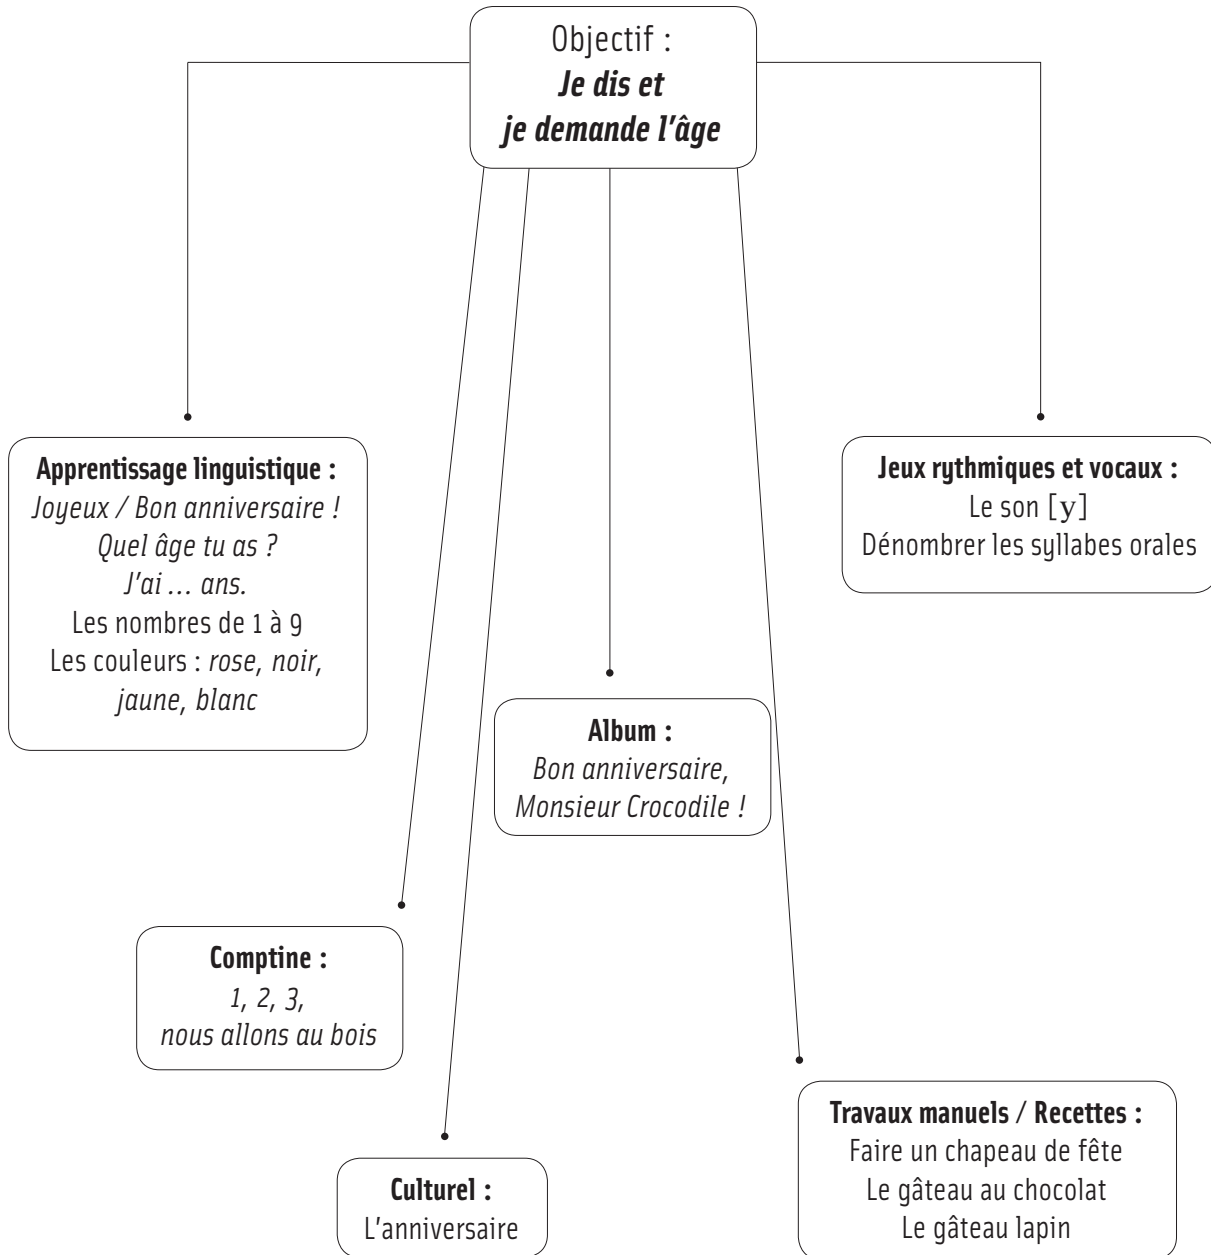 Objectif :
Je dis et
je demande l'âge
Apprentissage linguistique :
Joyeux / Bon anniversaire !
Quel âge tu as ?
J'ai ... ans.
Les nombres de 1 à 9
Les couleurs : rose, noir,
jaune, blanc
Jeux rythmiques et vocaux :
Le son [y]
Dénombrer les syllabes orales
Album :
Bon anniversaire,
Monsieur Crocodile !
Comptine :
1, 2, 3,
nous allons au bois
Culturel :
L'anniversaire
Travaux manuels / Recettes :
Faire un chapeau de fête
Le gâteau au chocolat
Le gâteau lapin